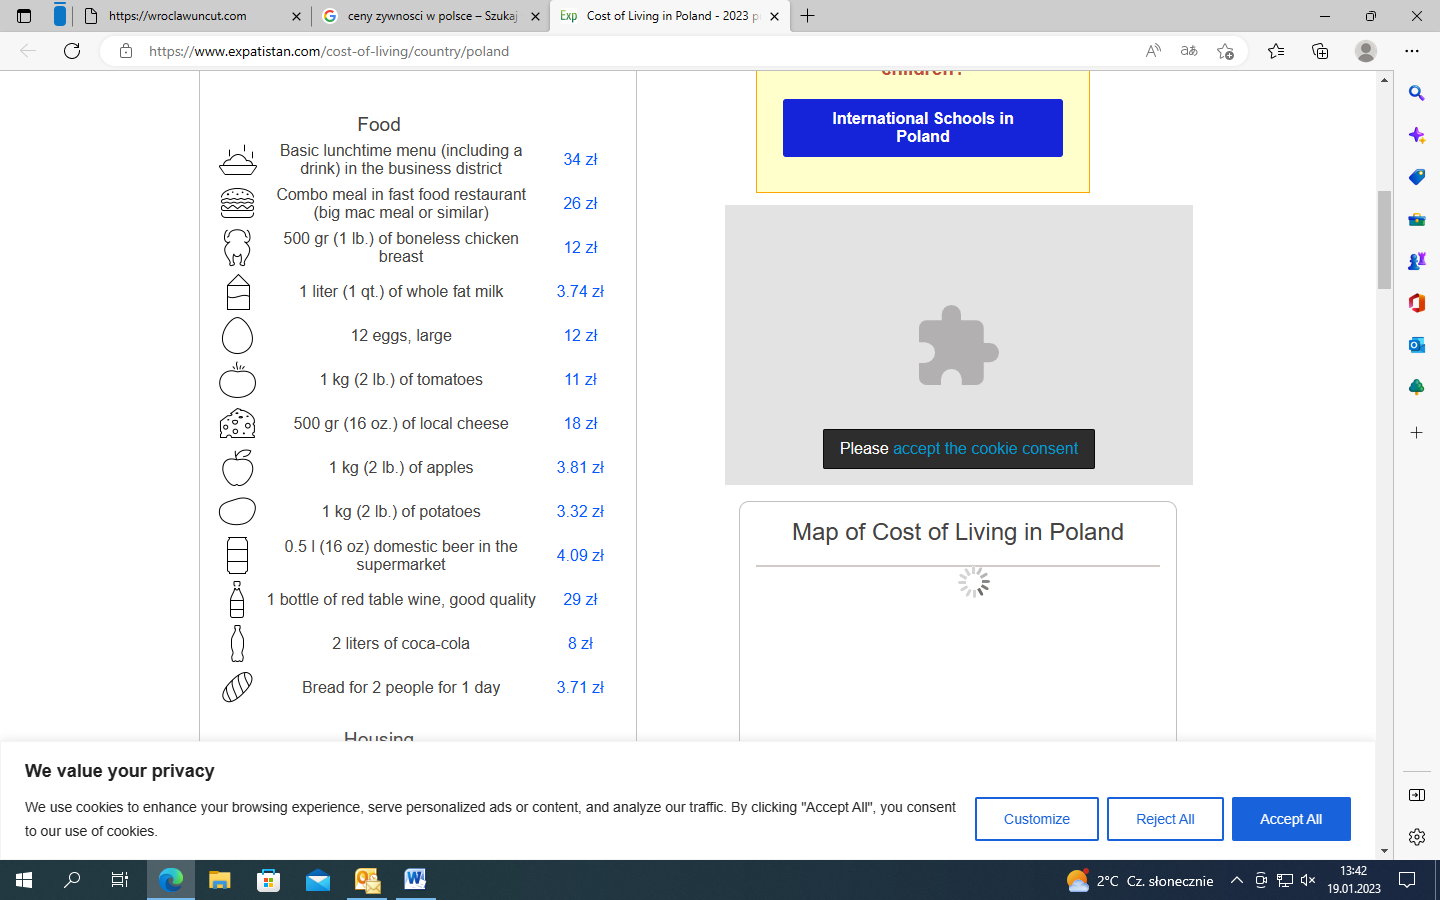 https://wroclawuncut.com
ceny zywnosci w polsce – Szukaj
Exp Cost of Living in Poland - 2023 p
https://www.expatistan.com/cost-of-living/country/poland
Food
Basic lunchtime menu (including a
drink) in the business district
34 zł
Combo meal in fast food restaurant
(big mac meal or similar)
26 zł
500 gr (1 lb.) of boneless chicken
breast
12 zł
1 liter (1 qt.) of whole fat milk
3.74 zł
12 eggs, large
12 zł
1 kg (2 lb.) of tomatoes
11 zł
500 gr (16 oz.) of local cheese
18 zł
1 kg (2 lb.) of apples
3.81 zł
1 kg (2 lb.) of potatoes
3.32 zł
0.5 l (16 oz) domestic beer in the
supermarket
4.09 zł
1 bottle of red table wine, good quality
29 zł
2 liters of coca-cola
8 zł
Bread for 2 people for 1 day
3.71 zł
Housing
children?
International Schools in
Poland
Please accept the cookie consent
Map of Cost of Living in Poland
We value your privacy
We use cookies to enhance your browsing experience, serve personalized ads or content, and analyze our traffic. By clicking "Accept All", you consent
to our use of cookies.
Customize
Reject All
Accept All
2°C Cz. słonecznie
13:42
19.01.2023